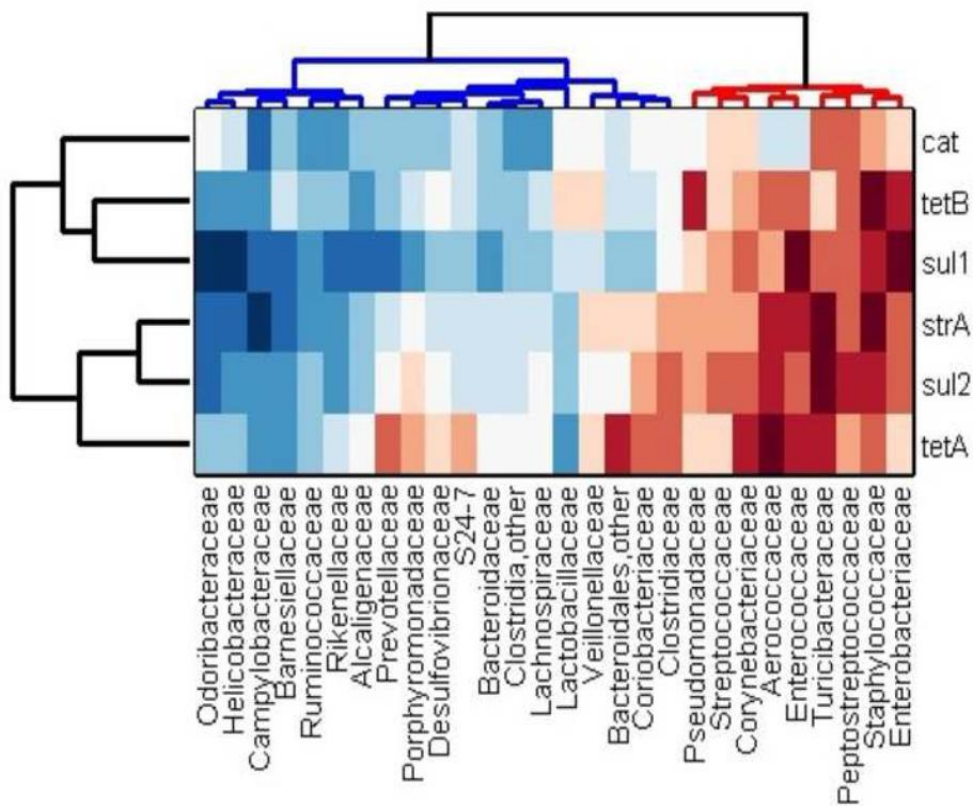 cat
tetB
sul1
strA
sul2
tetA
Odoribacteraceae
Helicobacteraceae
Campylobacteraceae
Barnesiellaceae
Ruminococcaceae
Rikenellaceae
Alcaligenaceae
Prevotellaceae
Porphyromonadaceae
Desulfovibrionaceae
S24-7
Bacteroidaceae
Clostridia,other
Lachnospiraceae
Lactobacillaceae
Veillonellaceae
Bacteroidales,other
Coriobacteriaceae
Clostridiaceae
Pseudomonadaceae
Streptococcaceae
Corynebacteriaceae
Aerococcaceae
Enterococcaceae
Turicibacteraceae
Peptostreptococcaceae
Staphylococcaceae
Enterobacteriaceae